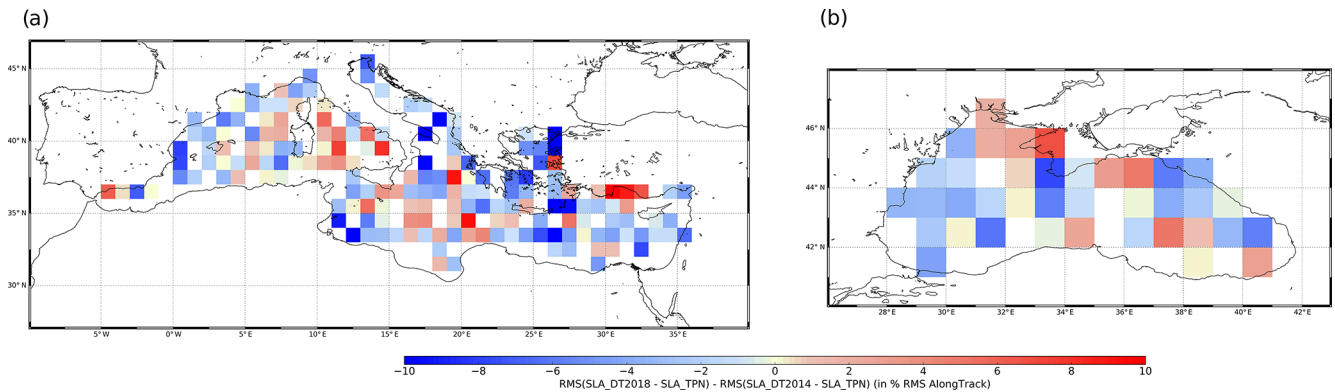 (a)
(b)
45° N
40° N
35° N
30° N
5° W
0° W
5° E
10° E
15° E
20° E
25° E
30° E
35° E
46° N
44° N
42° N
28° E
30° E
32° E
34° E
36° E
38° E
40° E
42° E
−10
−8
−6
−4
−2
0
2
4
6
8
10
RMS(SLA_DT2018 - SLA_TPN) - RMS(SLA_DT2014 - SLA_TPN) (in % RMS AlongTrack)